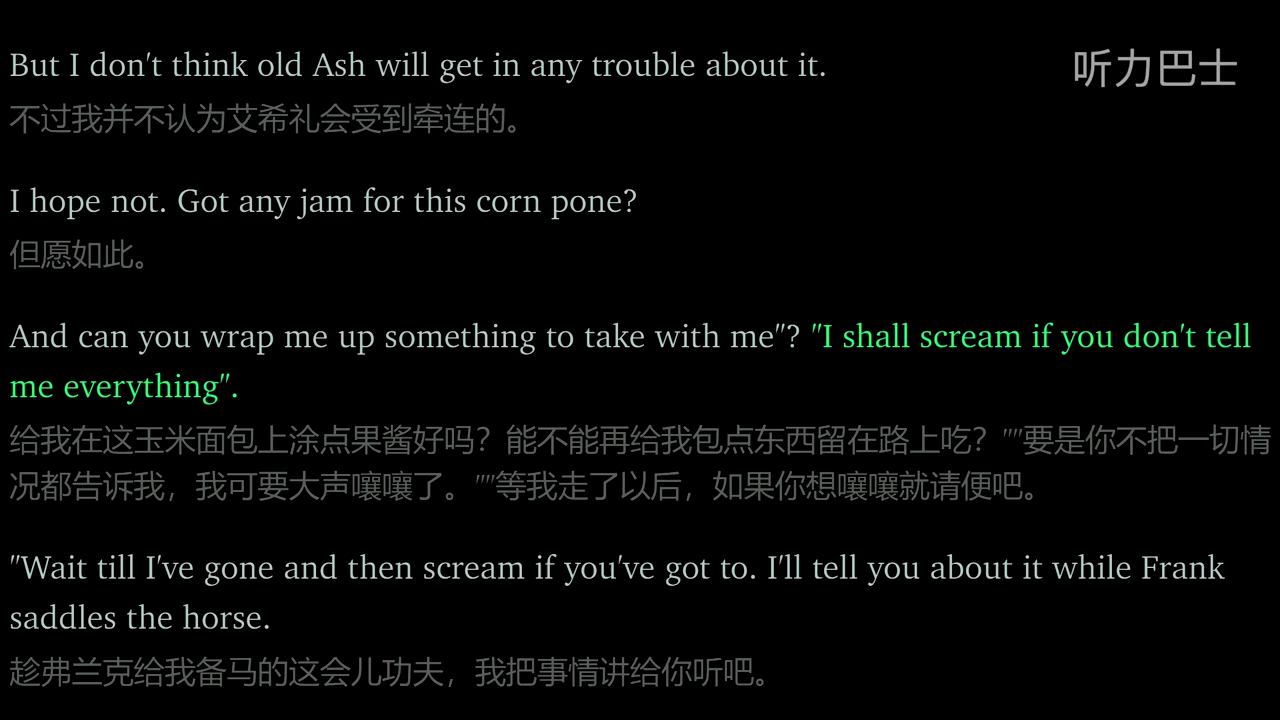 But I don't think old Ash will get in any trouble about it.
听力巴士
不过我并不认为艾希礼会受到牵连的。
I hope not. Got any jam for this corn pone?
但愿如此。
And can you wrap me up something to take with me"? "I shall scream if you don't tell
me everything".
给我在这玉米面包上涂点果酱好吗？能不能再给我包点东西留在路上吃？""要是你不把一切情
况都告诉我，我可要大声嚷嚷了。""等我走了以后，如果你想嚷嚷就请便吧。
"Wait till I've gone and then scream if you've got to. I'll tell you about it while Frank
saddles the horse.
趁弗兰克给我备马的这会儿功夫，我把事情讲给你听吧。